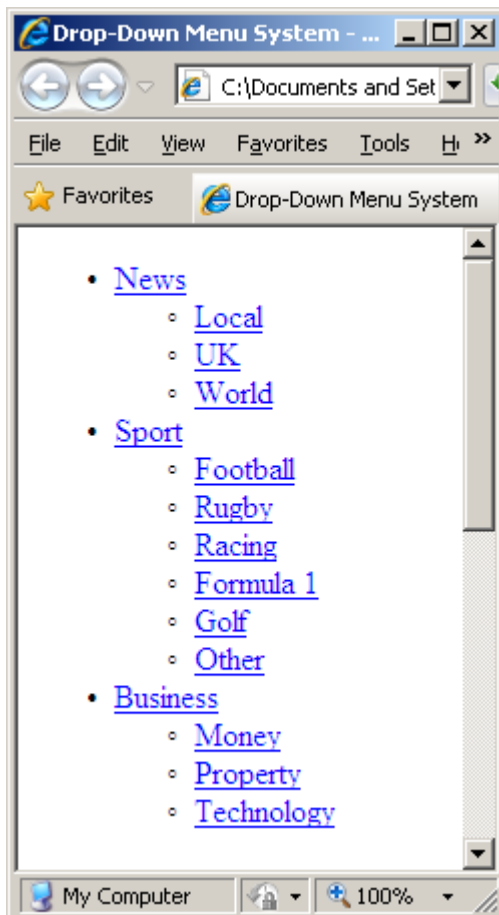 Drop-Down Menu System - ...
C:\Documents and Set
File Edit View Favorites Tools H »
Favorites Drop-Down Menu System
• News
◦ Local
◦ UK
◦ World
• Sport
◦ Football
◦ Rugby
◦ Racing
◦ Formula 1
◦ Golf
◦ Other
• Business
◦ Money
◦ Property
◦ Technology
My Computer 100%